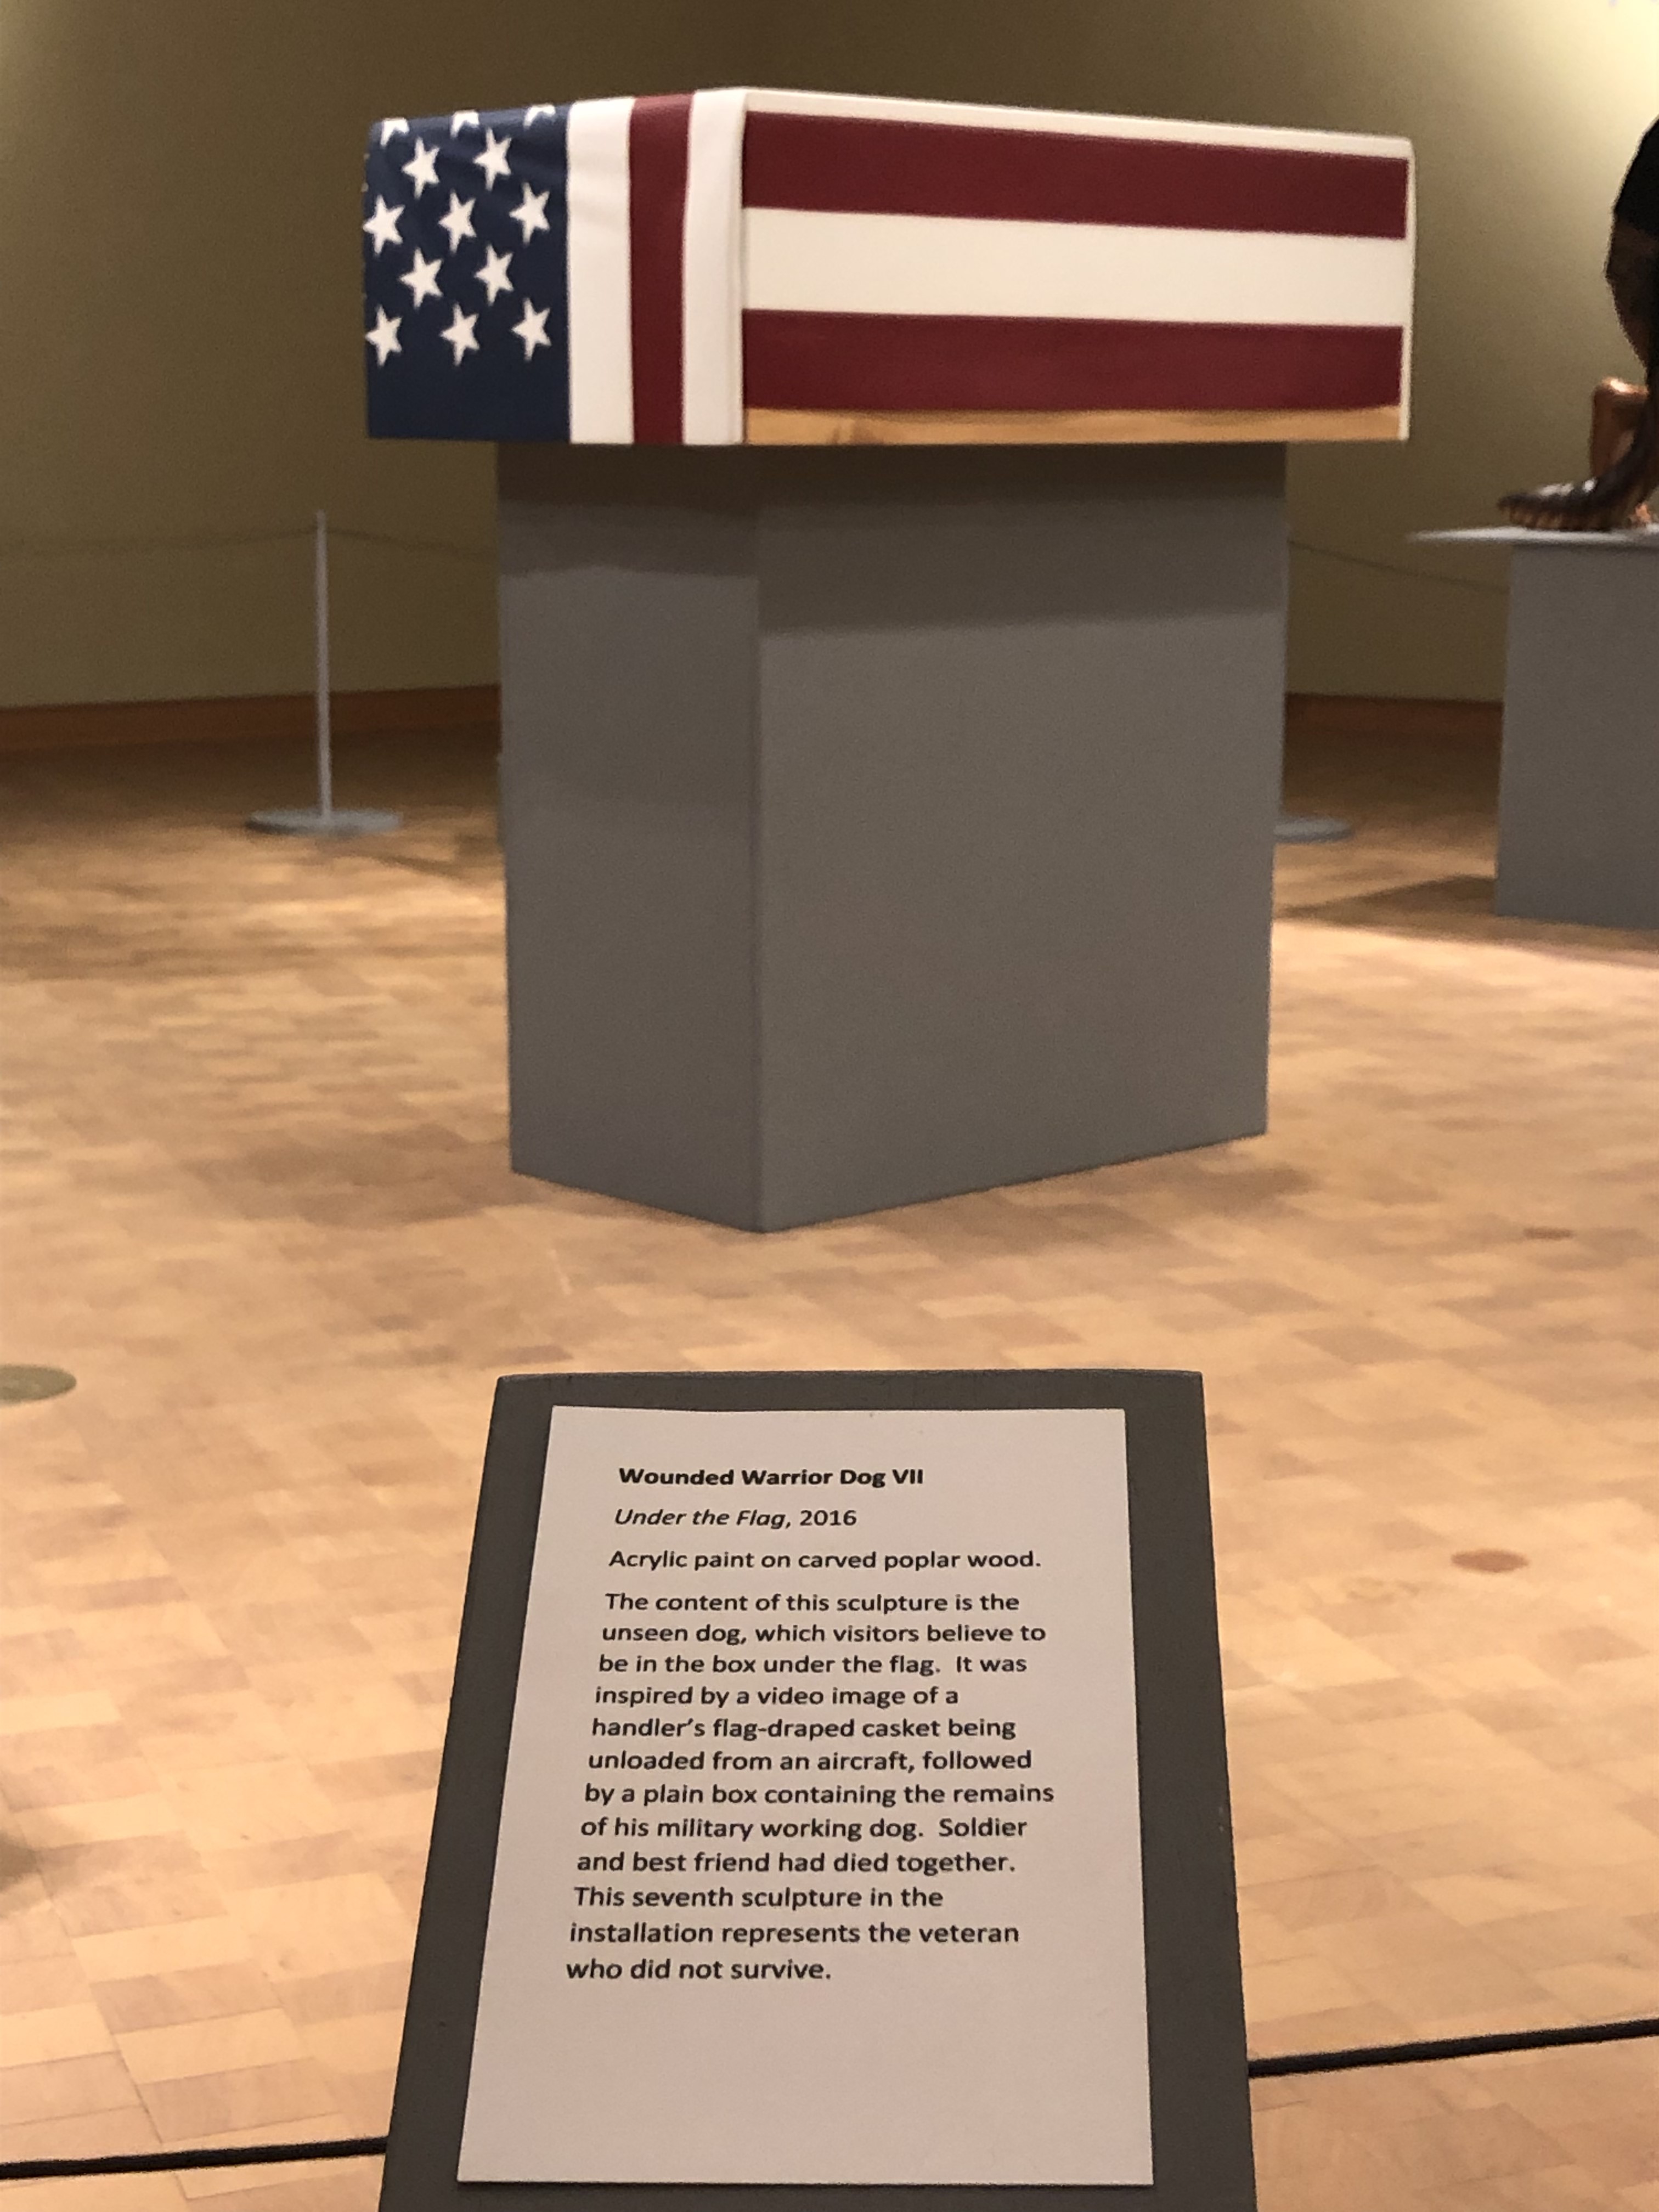 Wounded Warrior Dog VII
Under the Flag, 2016
Acrylic paint on carved poplar wood.
The content of this sculpture is the
unseen dog, which visitors believe to
be in the box under the flag.  It was
inspired by a video image of a
handler's flag-draped casket being
unloaded from an aircraft, followed
by a plain box containing the remains
of his military working dog.  Soldier
and best friend had died together.
This seventh sculpture in the
installation represents the veteran
who did not survive.